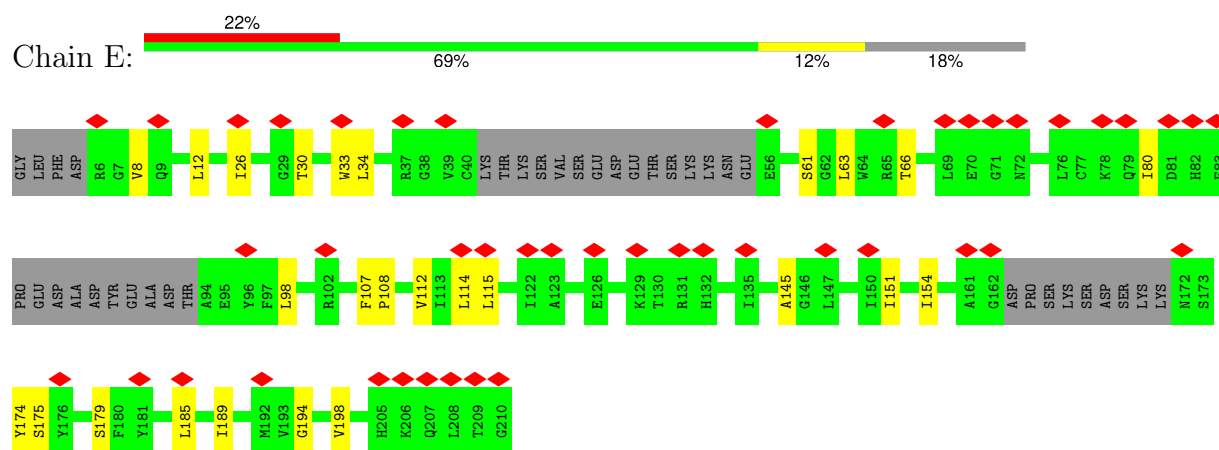 22%
Chain E:
69% 12% 18%
GLY LEU PHE ASP R6 G7 V8 Q9 L12 I26 G29 T30 W33 L34 R37 G38 V39 C40 LYS THR LYS SER VAL SER GLU ASP GLU THR SER LYS LYS ASN GLU E56 S61 G62 L63 W64 R65 T66 L69 E70 G71 N72 L76 C77 K78 Q79 I80 D81 H82
PRO GLU ASP ALA ASP TYR GLU ALA ASP THR A94 E95 Y96 F97 L98 R102 F107 P108 V112 I113 L114 L115 I122 A123 E126 K129 T130 R131 H132 I135 A145 G146 L147 I150 I151 I154 A161 G162 ASP PRO SER LYS SER ASP SER LYS LYS N172 S173
Y174 S175 Y176 S179 F180 Y181 L185 I189 M192 V193 G194 V198 H205 K206 Q207 L208 T209 G210